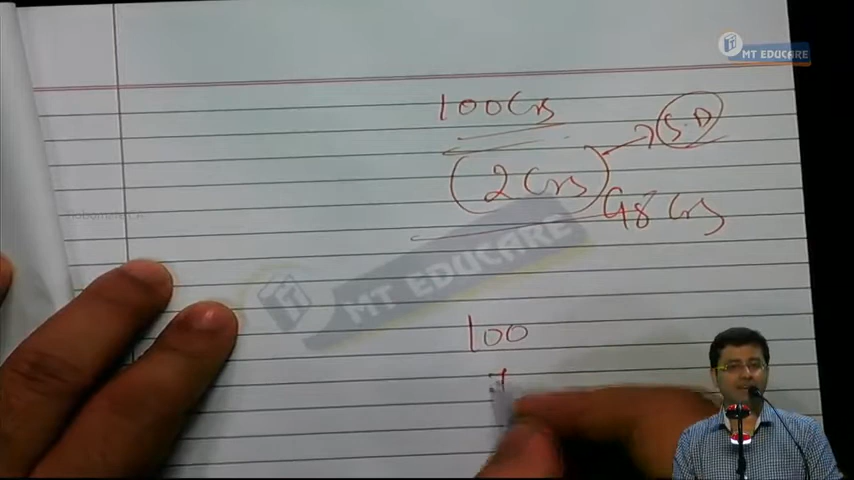 MT EDUCARE
100 Crs
S.D
2 Crs
98 Crs
MT EDUCARE
100